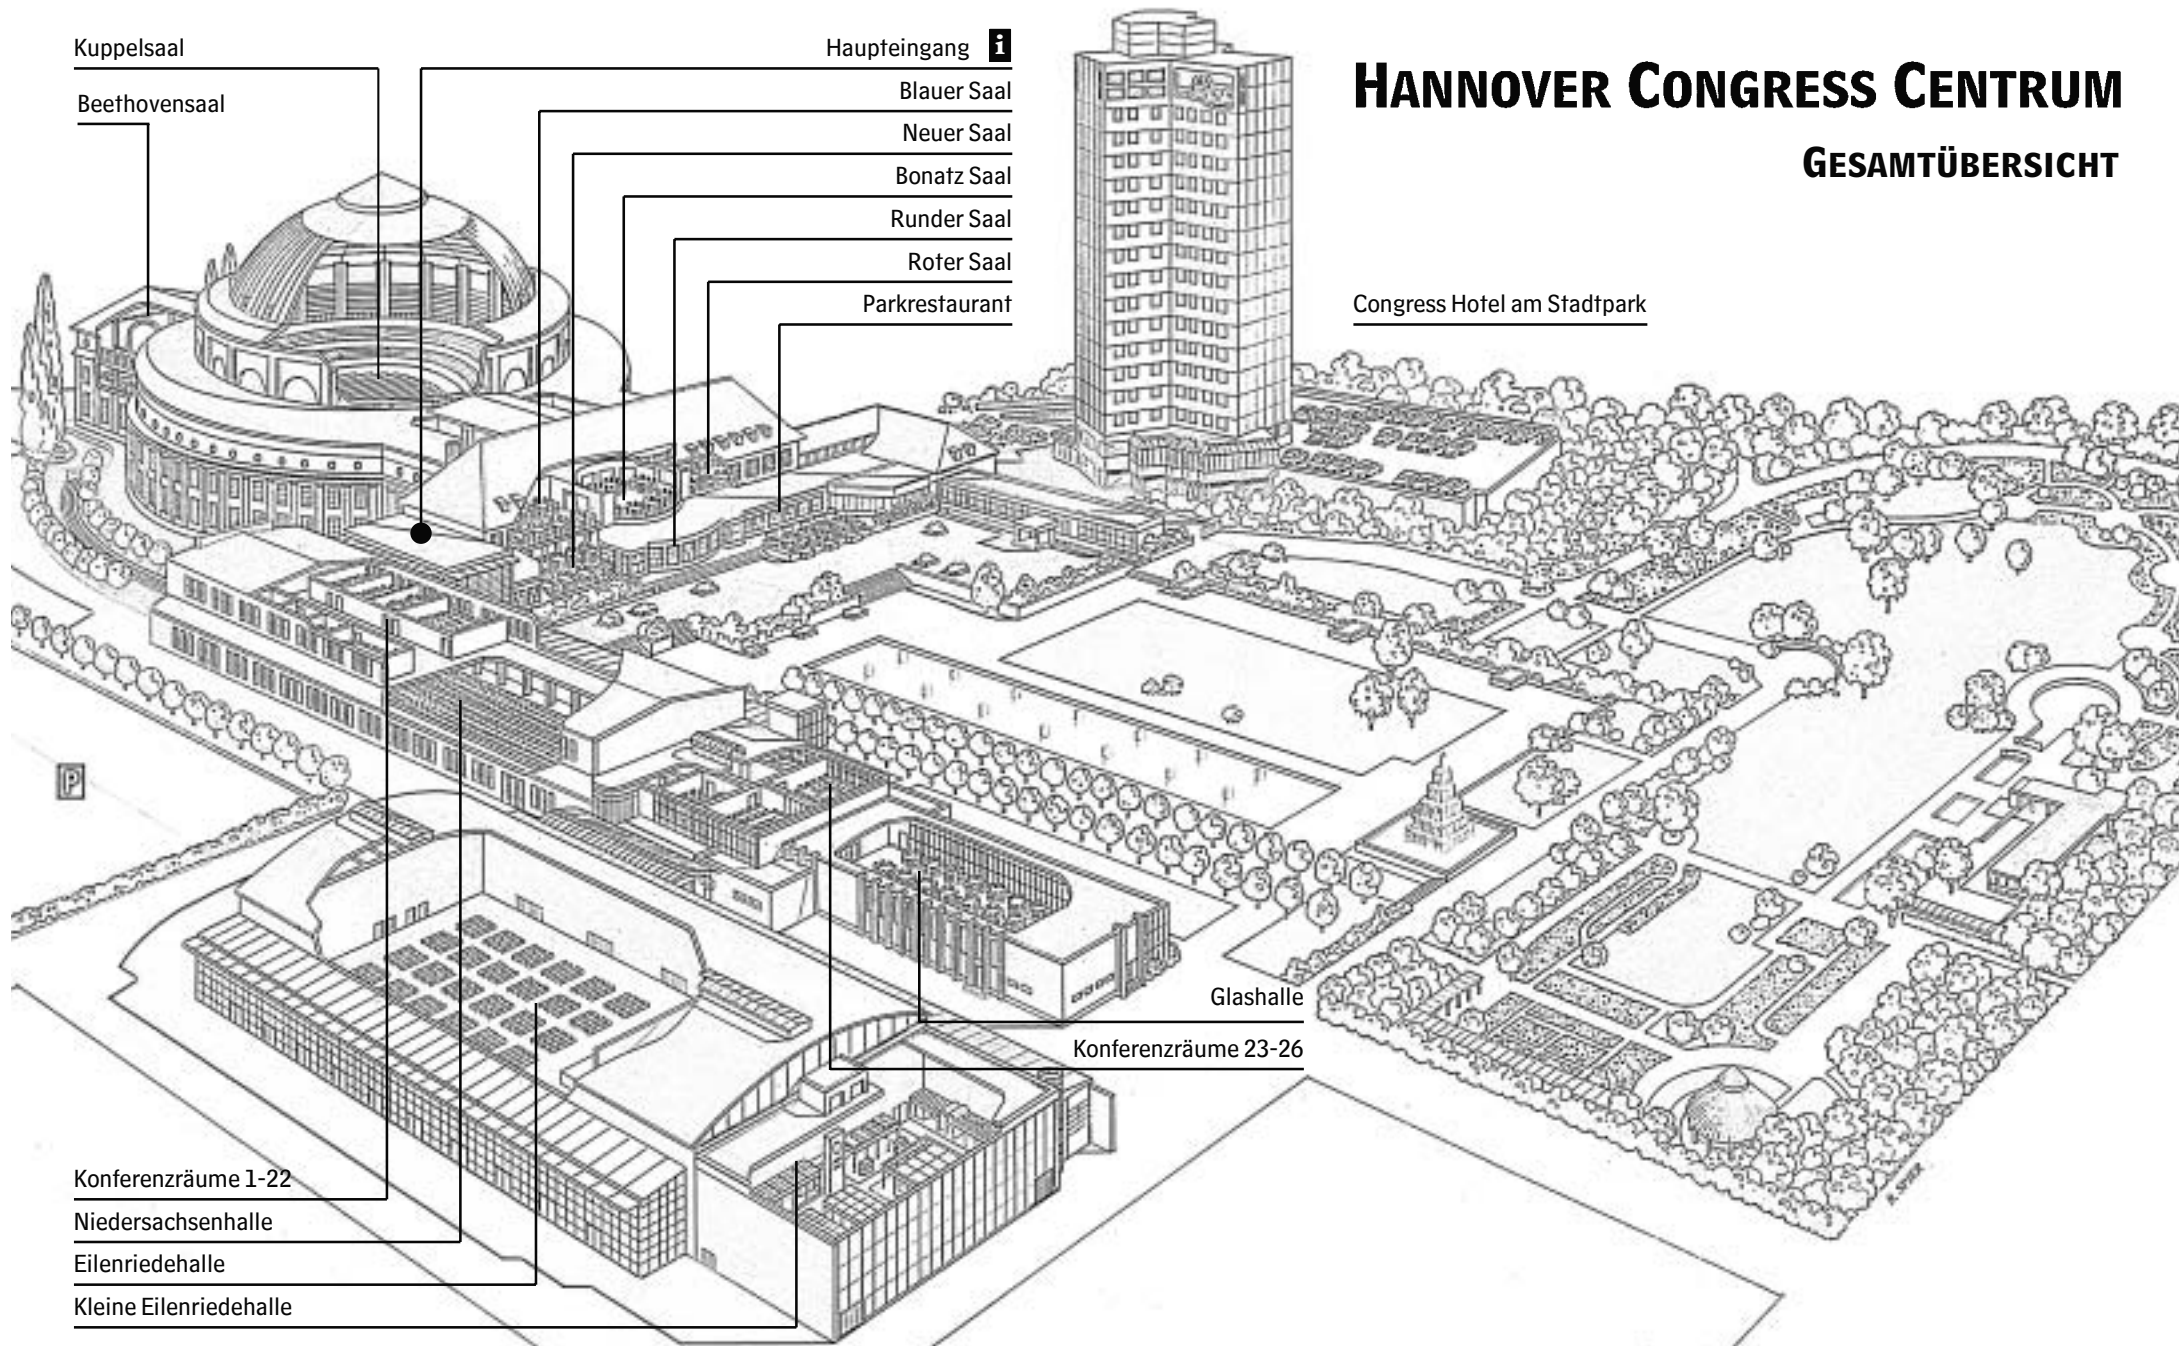 Kuppelsaal
Beethovensaal
Haupteingang i
Blauer Saal
Neuer Saal
Bonatz Saal
Runder Saal
Roter Saal
Parkrestaurant
HANNOVER CONGRESS CENTRUM
GESAMTÜBERSICHT
Congress Hotel am Stadtpark
P
Glashalle
Konferenzräume 23-26
Konferenzräume 1-22
Niedersachsenhalle
Eilenriedehalle
Kleine Eilenriedehalle